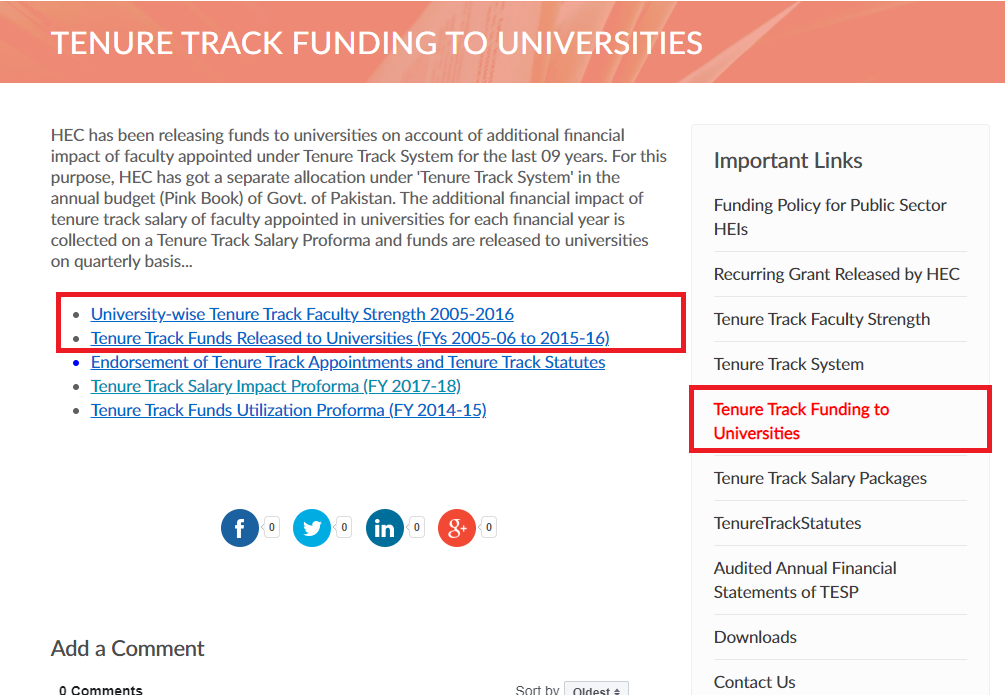 TENURE TRACK FUNDING TO UNIVERSITIES
HEC has been releasing funds to universities on account of additional financial
impact of faculty appointed under Tenure Track System for the last 09 years. For this
purpose, HEC has got a separate allocation under 'Tenure Track System' in the
annual budget (Pink Book) of Govt. of Pakistan. The additional financial impact of
tenure track salary of faculty appointed in universities for each financial year is
collected on a Tenure Track Salary Proforma and funds are released to universities
on quarterly basis...
University-wise Tenure Track Faculty Strength 2005-2016
Tenure Track Funds Released to Universities (FYs 2005-06 to 2015-16)
Endorsement of Tenure Track Appointments and Tenure Track Statutes
Tenure Track Salary Impact Proforma (FY 2017-18)
Tenure Track Funds Utilization Proforma (FY 2014-15)
f 0 0 in 0 g+ 0
Add a Comment
0 Comments
Sort by Oldest
Important Links
Funding Policy for Public Sector
HEIs
Recurring Grant Released by HEC
Tenure Track Faculty Strength
Tenure Track System
Tenure Track Funding to
Universities
Tenure Track Salary Packages
TenureTrackStatutes
Audited Annual Financial
Statements of TESP
Downloads
Contact Us